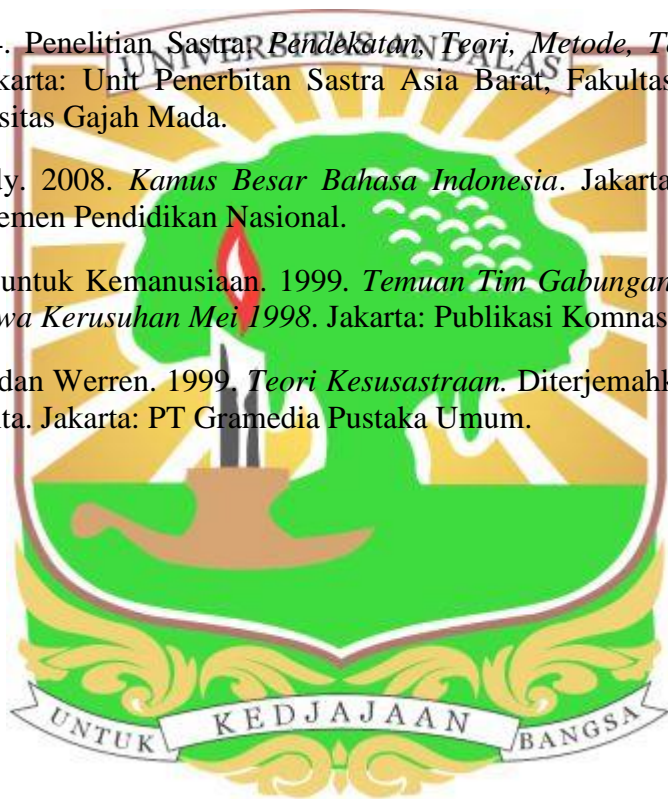 . Penelitian Sastra: Pendekatan, Teori, Metode, T
UNIVERSITAS ANDALAS
karta: Unit Penerbitan Sastra Asia Barat, Fakultas
sitas Gajah Mada.
dy. 2008. Kamus Besar Bahasa Indonesia. Jakarta
emen Pendidikan Nasional.
untuk Kemanusiaan. 1999. Temuan Tim Gabungan
wa Kerusuhan Mei 1998. Jakarta: Publikasi Komnas
dan Werren. 1999. Teori Kesusastraan. Diterjemahk
ta. Jakarta: PT Gramedia Pustaka Umum.
UNTUK KEDJAJAAN BANGSA